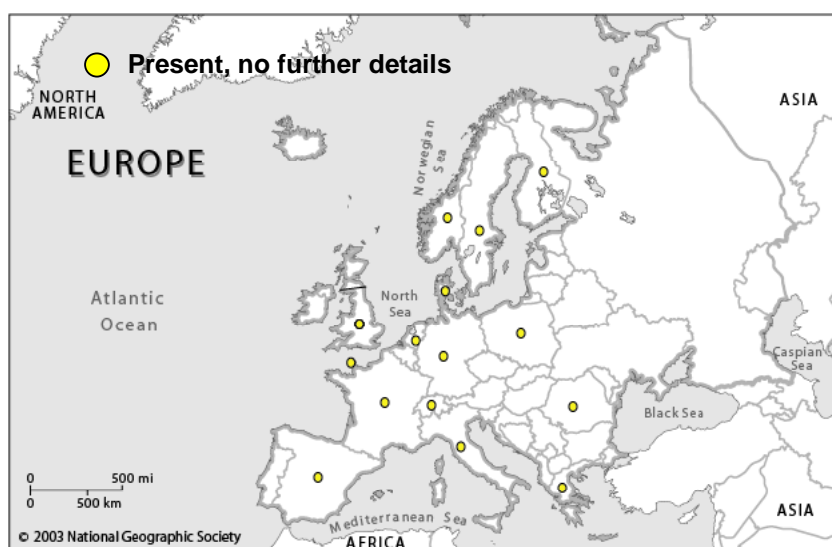 Present, no further details
NORTH
AMERICA
ASIA
EUROPE
Norwegian
Sea
Atlantic
Ocean
North
Sea
Caspian
Sea
Black Sea
0 500 mi
0 500 km
Mediterranean Sea
ASIA
© 2003 National Geographic Society
AFRICA